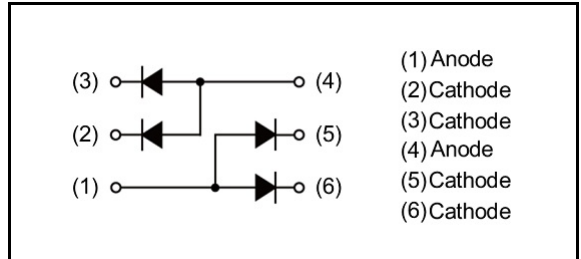 (3) (4)
(2) (5)
(1) (6)
(1) Anode
(2) Cathode
(3) Cathode
(4) Anode
(5) Cathode
(6) Cathode